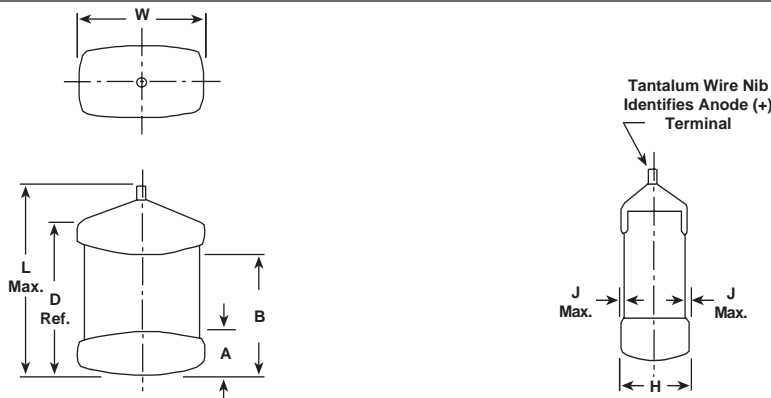 W
Tantalum Wire Nib
Identifies Anode (+)
Terminal
L
Max.
D
Ref.
B
A
J
Max.
J
Max.
H